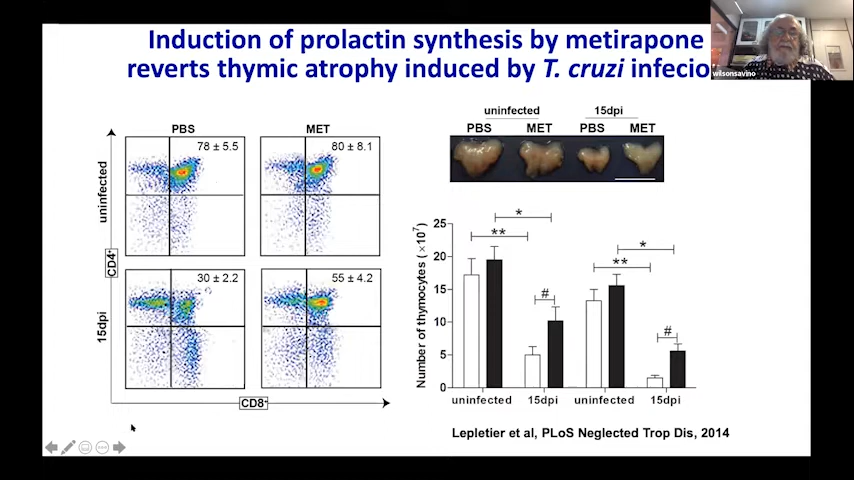 Induction of prolactin synthesis by metirapone
reverts thymic atrophy induced by T. cruzi infecio
wilsonsavino
PBS
MET
uninfected
78 ± 5.5
80 ± 8.1
15dpi
30 ± 2.2
55 ± 4.2
CD4+
CD8+
uninfected
15dpi
PBS MET PBS MET
Number of thymocytes (×10⁷)
25
20
15
10
5
0
* ** # * ** #
uninfected 15dpi uninfected 15dpi
Lepletier et al, PLoS Neglected Trop Dis, 2014